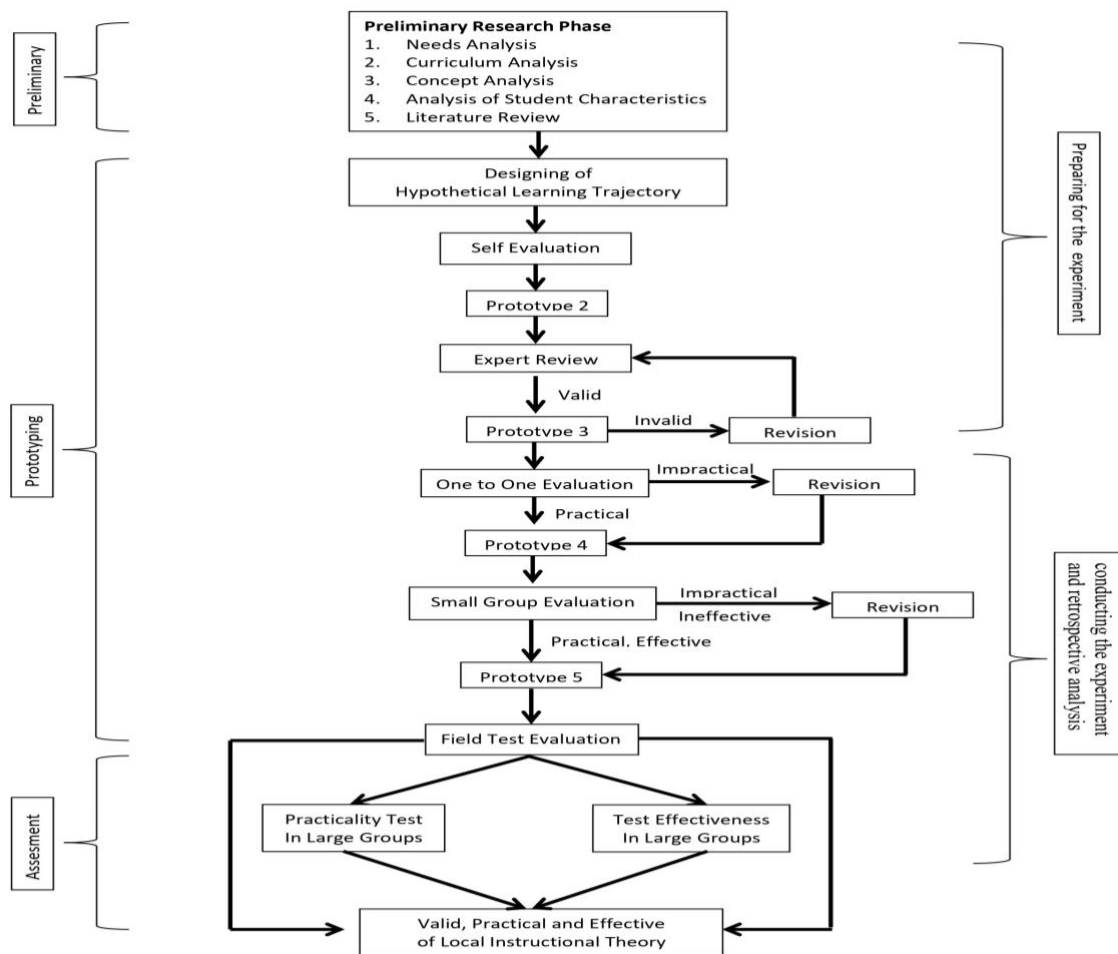 Preliminary
Preliminary Research Phase
1. Needs Analysis
2. Curriculum Analysis
3. Concept Analysis
4. Analysis of Student Characteristics
5. Literature Review
Preparing for the experiment
Prototyping
Designing of
Hypothetical Learning Trajectory
Self Evaluation
Prototype 2
Expert Review
Valid
Prototype 3
Invalid
Revision
One to One Evaluation
Impractical
Revision
Practical
Prototype 4
Small Group Evaluation
Impractical
Ineffective
Revision
Practical, Effective
Prototype 5
conducting the experiment
and retrospective analysis
Field Test Evaluation
Assesment
Practicality Test
In Large Groups
Test Effectiveness
In Large Groups
Valid, Practical and Effective
of Local Instructional Theory